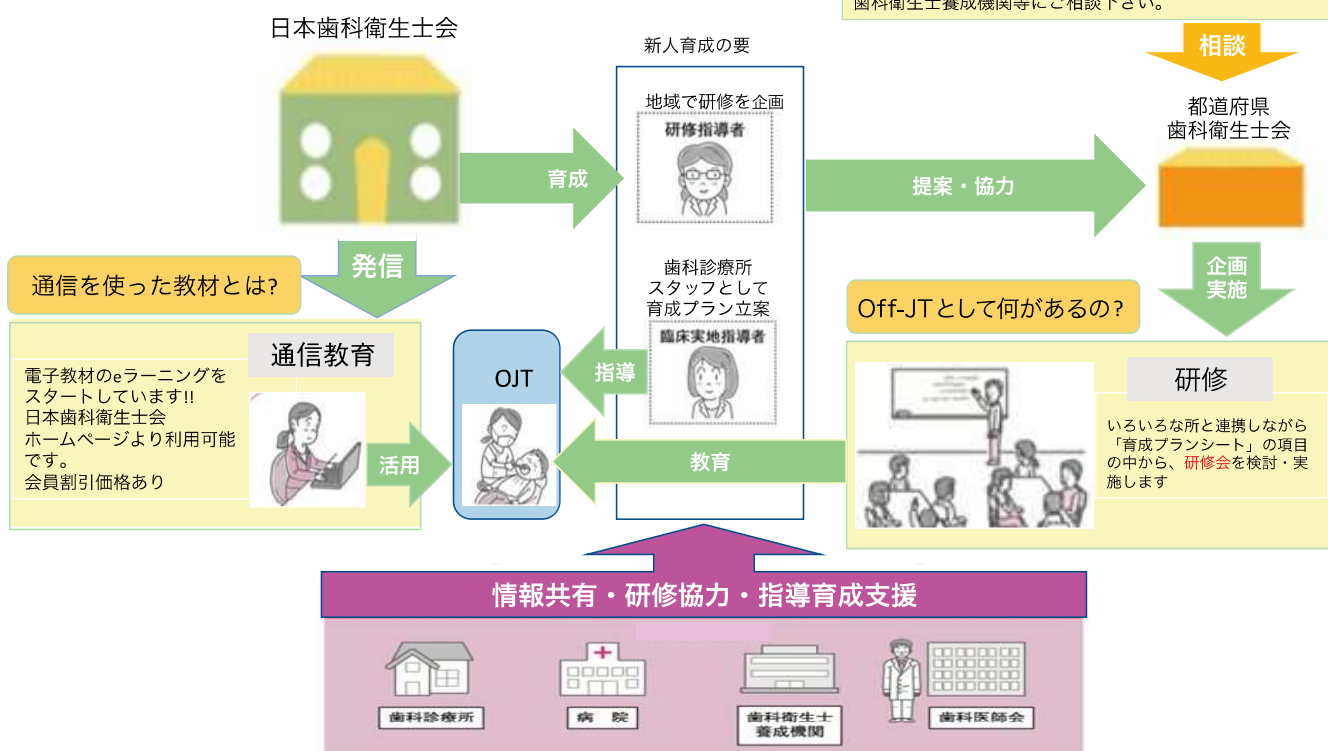 歯科衛生士養成機関等にご相談下さい。
相談
日本歯科衛生士会
新人育成の要
地域で研修を企画
研修指導者
都道府県
歯科衛生士会
育成
提案・協力
発信
企画
実施
通信を使った教材とは?
歯科診療所
スタッフとして
育成プラン立案
臨床実地指導者
Off-JTとして何があるの?
通信教育
電子教材のeラーニングを
スタートしています!!
日本歯科衛生士会
ホームページより利用可能
です。
会員割引価格あり
活用
OJT
指導
教育
研修
いろいろな所と連携しながら
「育成プランシート」の項目
の中から、研修会を検討・実
施します
情報共有・研修協力・指導育成支援
歯科診療所
病 院
歯科衛生士
養成機関
歯科医師会